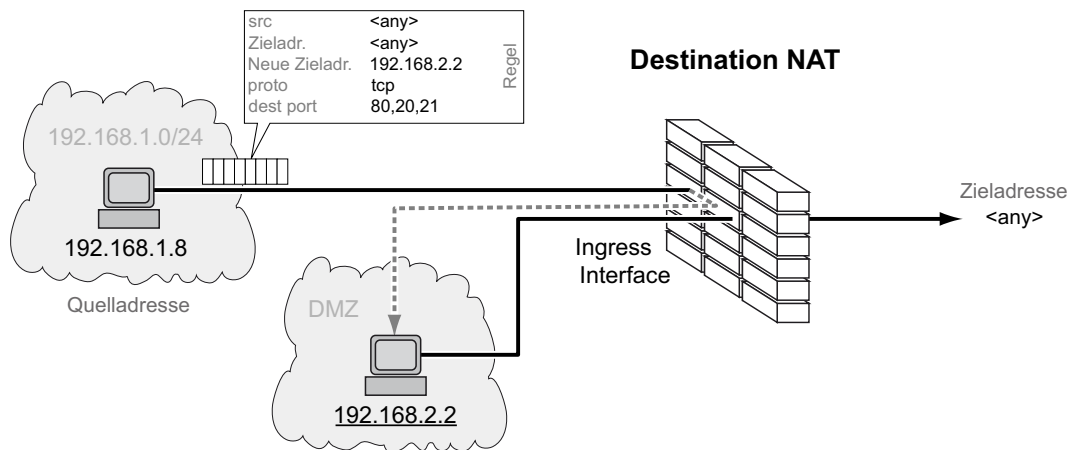 src <any>
Zieladr. <any>
Neue Zieladr. 192.168.2.2
proto tcp
dest port 80,20,21
Regel
Destination NAT
192.168.1.0/24
192.168.1.8
Quelladresse
Zieladresse
<any>
Ingress
Interface
DMZ
192.168.2.2